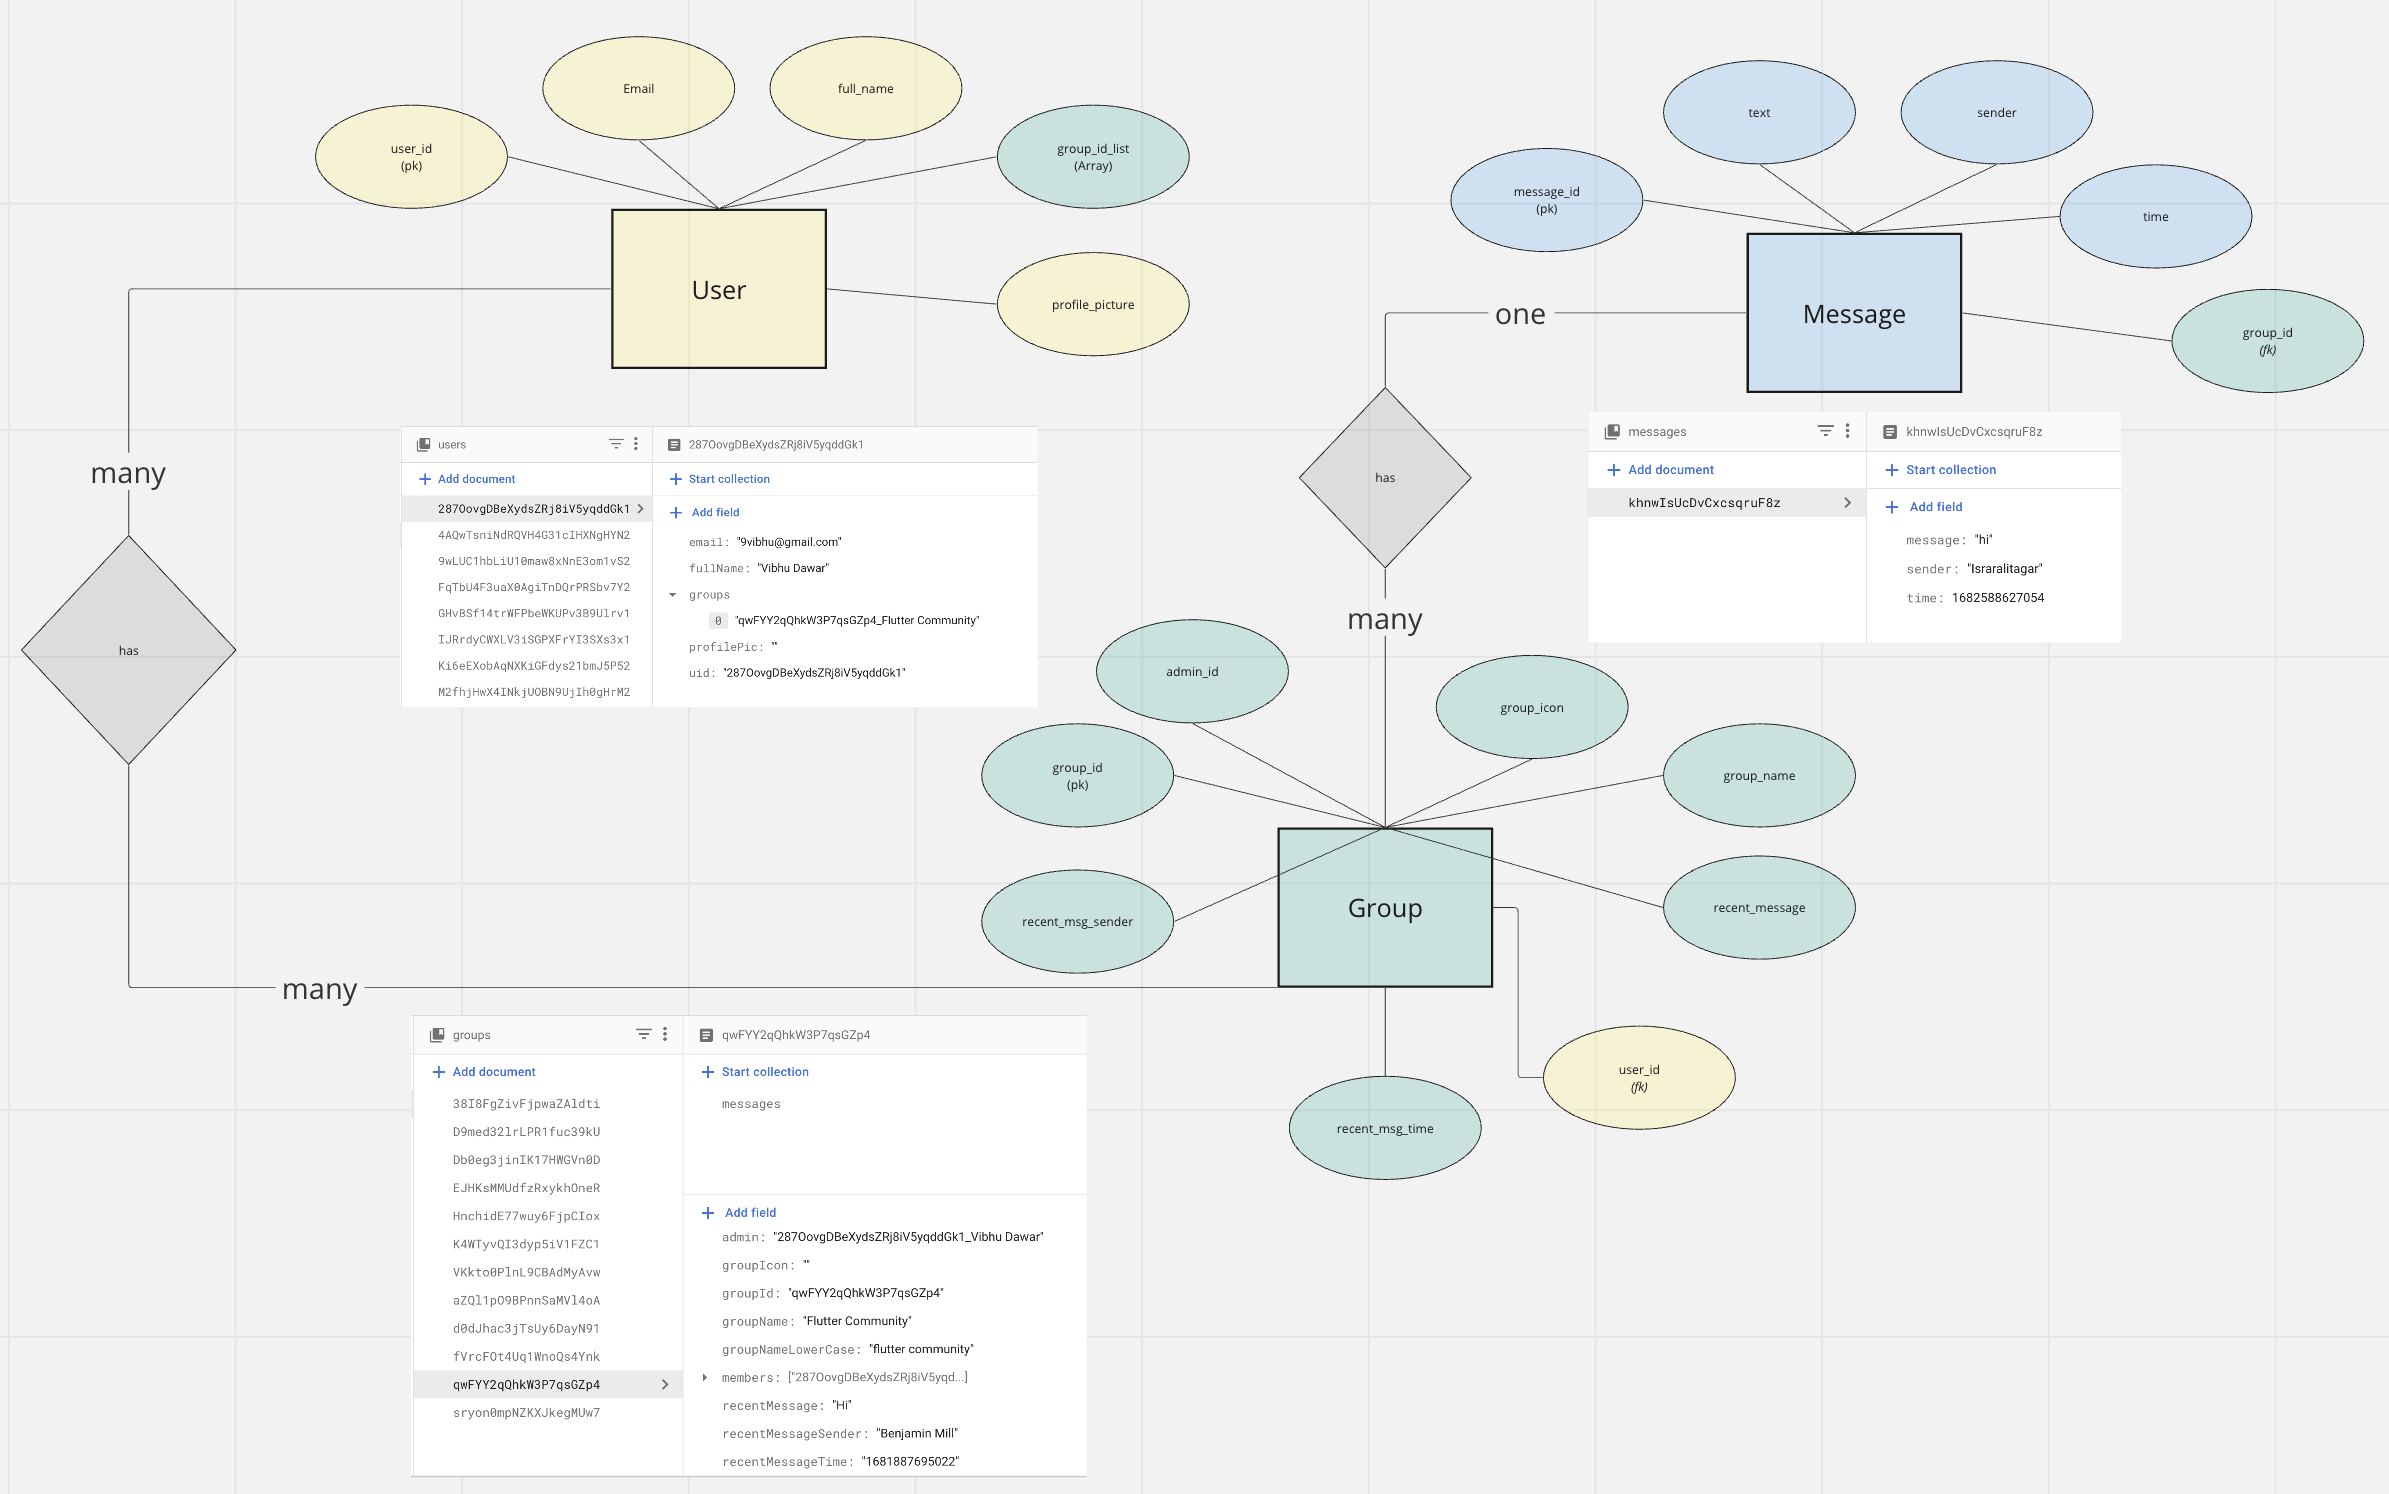 Email
full_name
user_id
(pk)
group_id_list
(Array)
User
profile_picture
text
sender
message_id
(pk)
time
Message
group_id
(fk)
one
many
has
many
has
many
users
287OovgDBeXydsZRj8iV5yqddGk1
Add document
Start collection
287OovgDBeXydsZRj8iV5yqddGk1
4AQwTsniNdRQVH4G31cIHXNgHYN2
9wLUC1hbLiU10maw8xNnE3om1vS2
FqTbU4F3uaX0AgiTnDQrPRSbv7Y2
GHvBSf14trWFPbeWKUPv3B9Ulrv1
IJRrdyCWXLV3iSGPXFrYI3SXs3x1
Ki6eEXobAqNXKiGFdys21bmJ5P52
M2fhjHwX4INkjUOBN9UjIh0gHrM2
Add field
email: "9vibhu@gmail.com"
fullName: "Vibhu Dawar"
groups
0 "qwFYY2qQhkW3P7qsGZp4_Flutter Community"
profilePic: ""
uid: "287OovgDBeXydsZRj8iV5yqddGk1"
messages
khnwIsUcDvCxcsqruF8z
Add document
Start collection
khnwIsUcDvCxcsqruF8z
Add field
message: "hi"
sender: "Israralitagar"
time: 1682588627054
admin_id
group_icon
group_id
(pk)
group_name
recent_msg_sender
Group
recent_message
user_id
(fk)
recent_msg_time
groups
qwFYY2qQhkW3P7qsGZp4
Add document
Start collection
38I8FgZivFjpwaZAldti
D9med32lrLPR1fuc39kU
Db0eg3jinIK17HWGVn0D
EJHKsMMUdfzRxykhOneR
HnchidE77wuy6FjpCIox
K4WTyvQI3dyp5iV1FZC1
VKkto0PlnL9CBAdMyAvw
aZQl1pO9BPnnSaMVl4oA
d0dJhac3jTsUy6DayN91
fVrcFOt4Uq1WnoQs4Ynk
qwFYY2qQhkW3P7qsGZp4
sryon0mpNZKXJkegMUw7
messages
Add field
admin: "287OovgDBeXydsZRj8iV5yqddGk1_Vibhu Dawar"
groupIcon: ""
groupId: "qwFYY2qQhkW3P7qsGZp4"
groupName: "Flutter Community"
groupNameLowerCase: "flutter community"
members: ["287OovgDBeXydsZRj8iV5yqd...]
recentMessage: "Hi"
recentMessageSender: "Benjamin Mill"
recentMessageTime: "1681887695022"